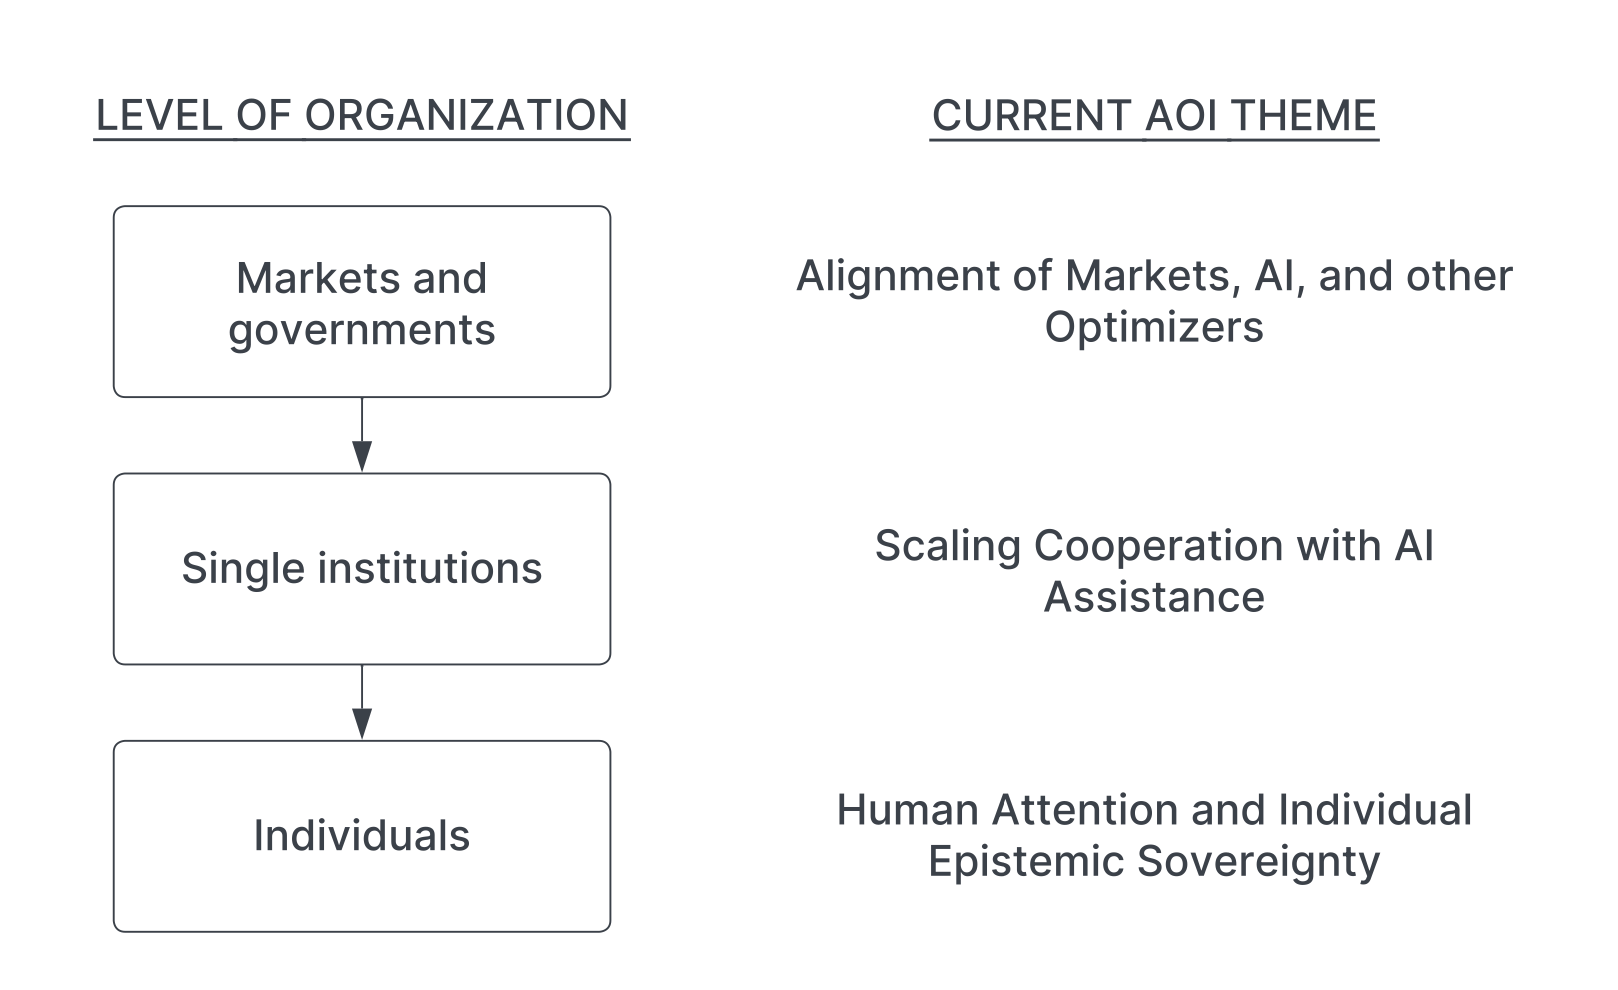 LEVEL OF ORGANIZATION
CURRENT AOI THEME
Markets and
governments
Alignment of Markets, AI, and other
Optimizers
Single institutions
Scaling Cooperation with AI
Assistance
Individuals
Human Attention and Individual
Epistemic Sovereignty